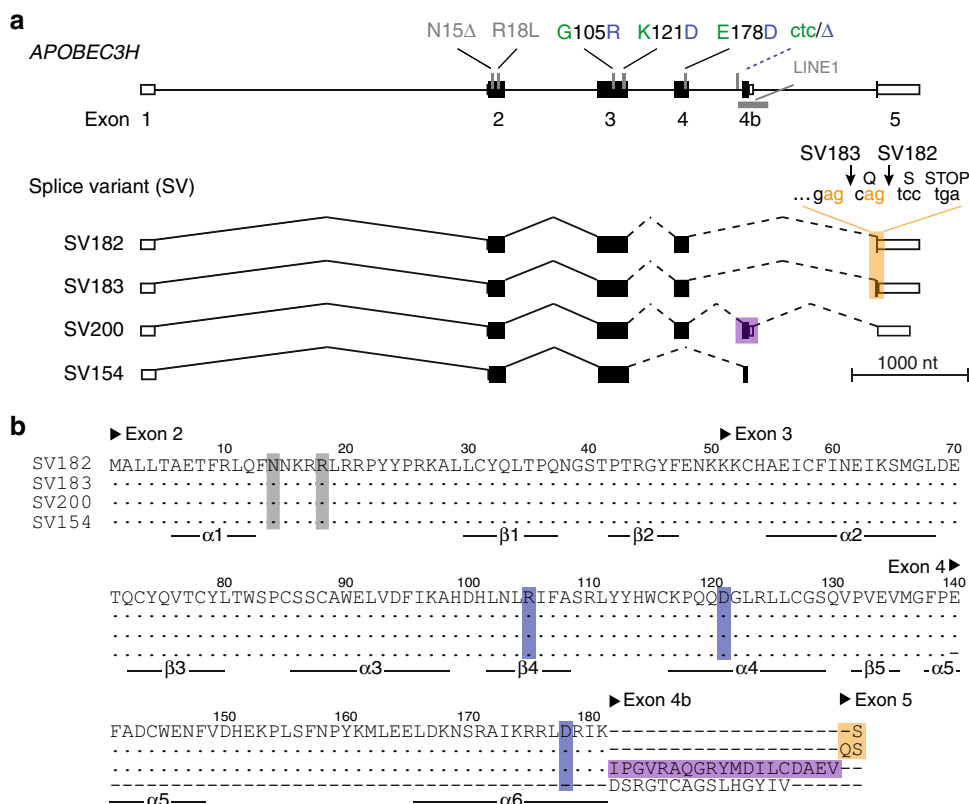 a
N15Δ R18L G105R K121D E178D ctc/Δ
APOBEC3H
LINE1
Exon 1 2 3 4 4b 5
SV183 SV182
Splice variant (SV)
Q S STOP
...gag cag tcc tga
SV182
SV183
SV200
SV154
1000 nt
b
Exon 2 Exon 3
10 20 30 40 50 60 70
SV182 MALLTAETFRLQFNNKRRLRRPYYPRKALLCYQLTPQNGSTPTRGYFENKKKCHAEICFINEIKSMGLDE
SV183 ......................................................................
SV200 ......................................................................
SV154 ......................................................................
α1 β1 β2 α2
Exon 4
80 90 100 110 120 130 140
TQCYQVTCYLTWSPCSSCAWELVDFIKAHDHLNLRIFASRLYYHWCKPQQDGLRLLCGSQVPVEVMGFPE
......................................................................
......................................................................
.....................................................................–
β3 α3 β4 α4 β5 α5
Exon 4b Exon 5
150 160 170 180
FADCWENFVDHEKPLSFNPYKMLEELDKNSRAIKRRLDRIK--------------------S
.........................................-------------------QS
.........................................IPGVRAQGRYMDILCDAEV--
-----------------------------------------DSRGTCAGSLHGYIV------
α5 α6